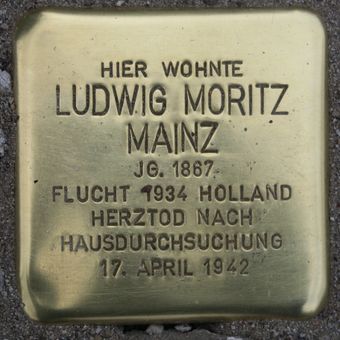 HIER WOHNTE
LUDWIG MORITZ
MAINZ
JG. 1867
FLUCHT 1934 HOLLAND
HERZTOD NACH
HAUSDURCHSUCHUNG
17. APRIL 1942